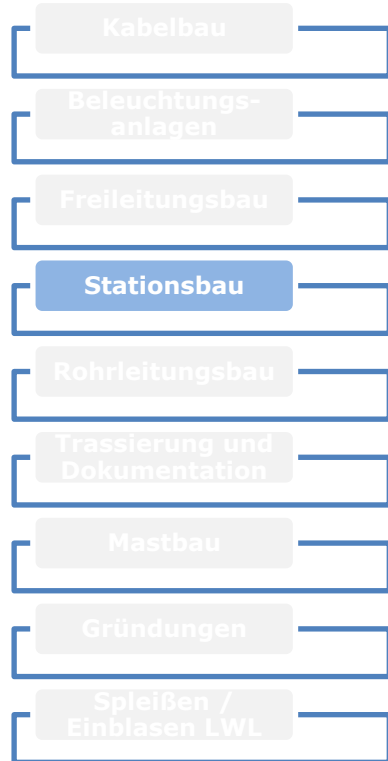 Kabelbau
Beleuchtungs-
anlagen
Freileitungsbau
Stationsbau
Rohrleitungsbau
Trassierung und
Dokumentation
Mastbau
Gründungen
Spleißen /
Einblasen LWL